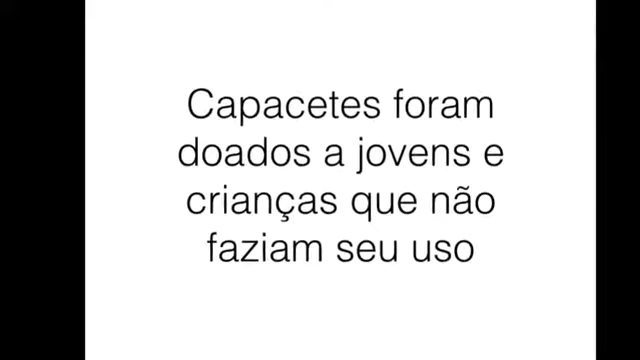 Capacetes foram
doados a jovens e
crianças que não
faziam seu uso